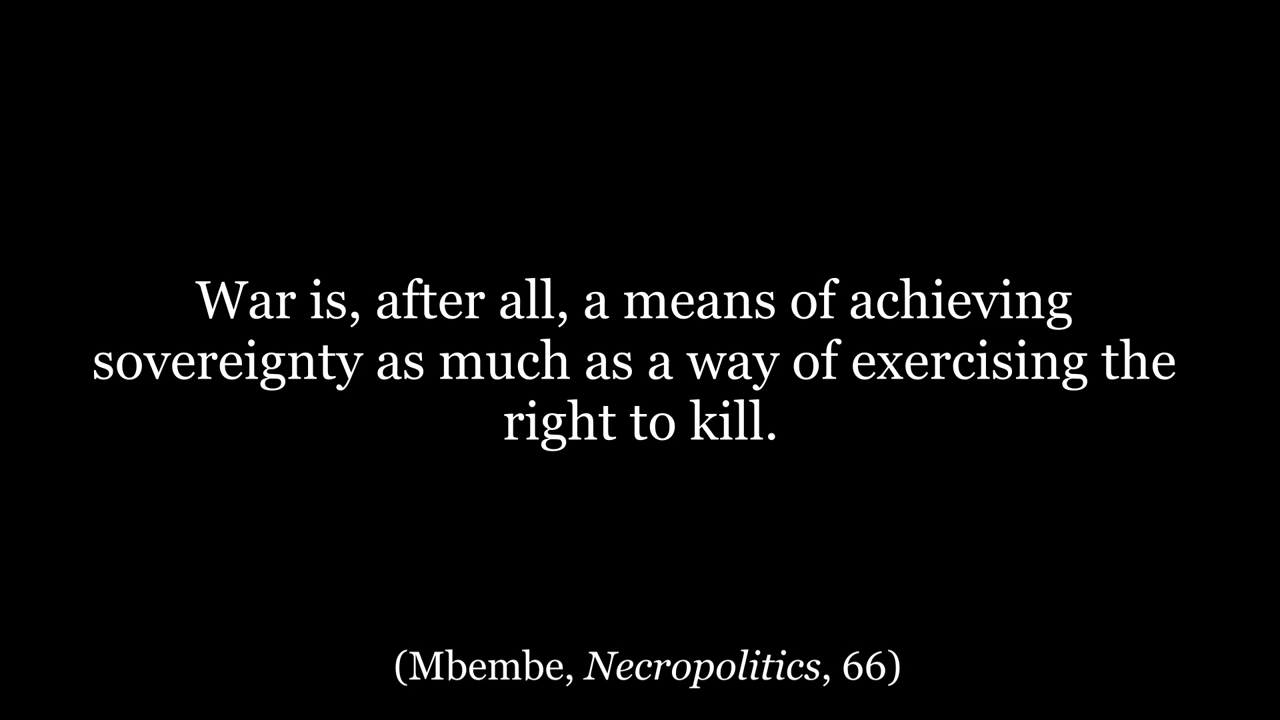 War is, after all, a means of achieving
sovereignty as much as a way of exercising the
right to kill.
(Mbembe, Necropolitics, 66)